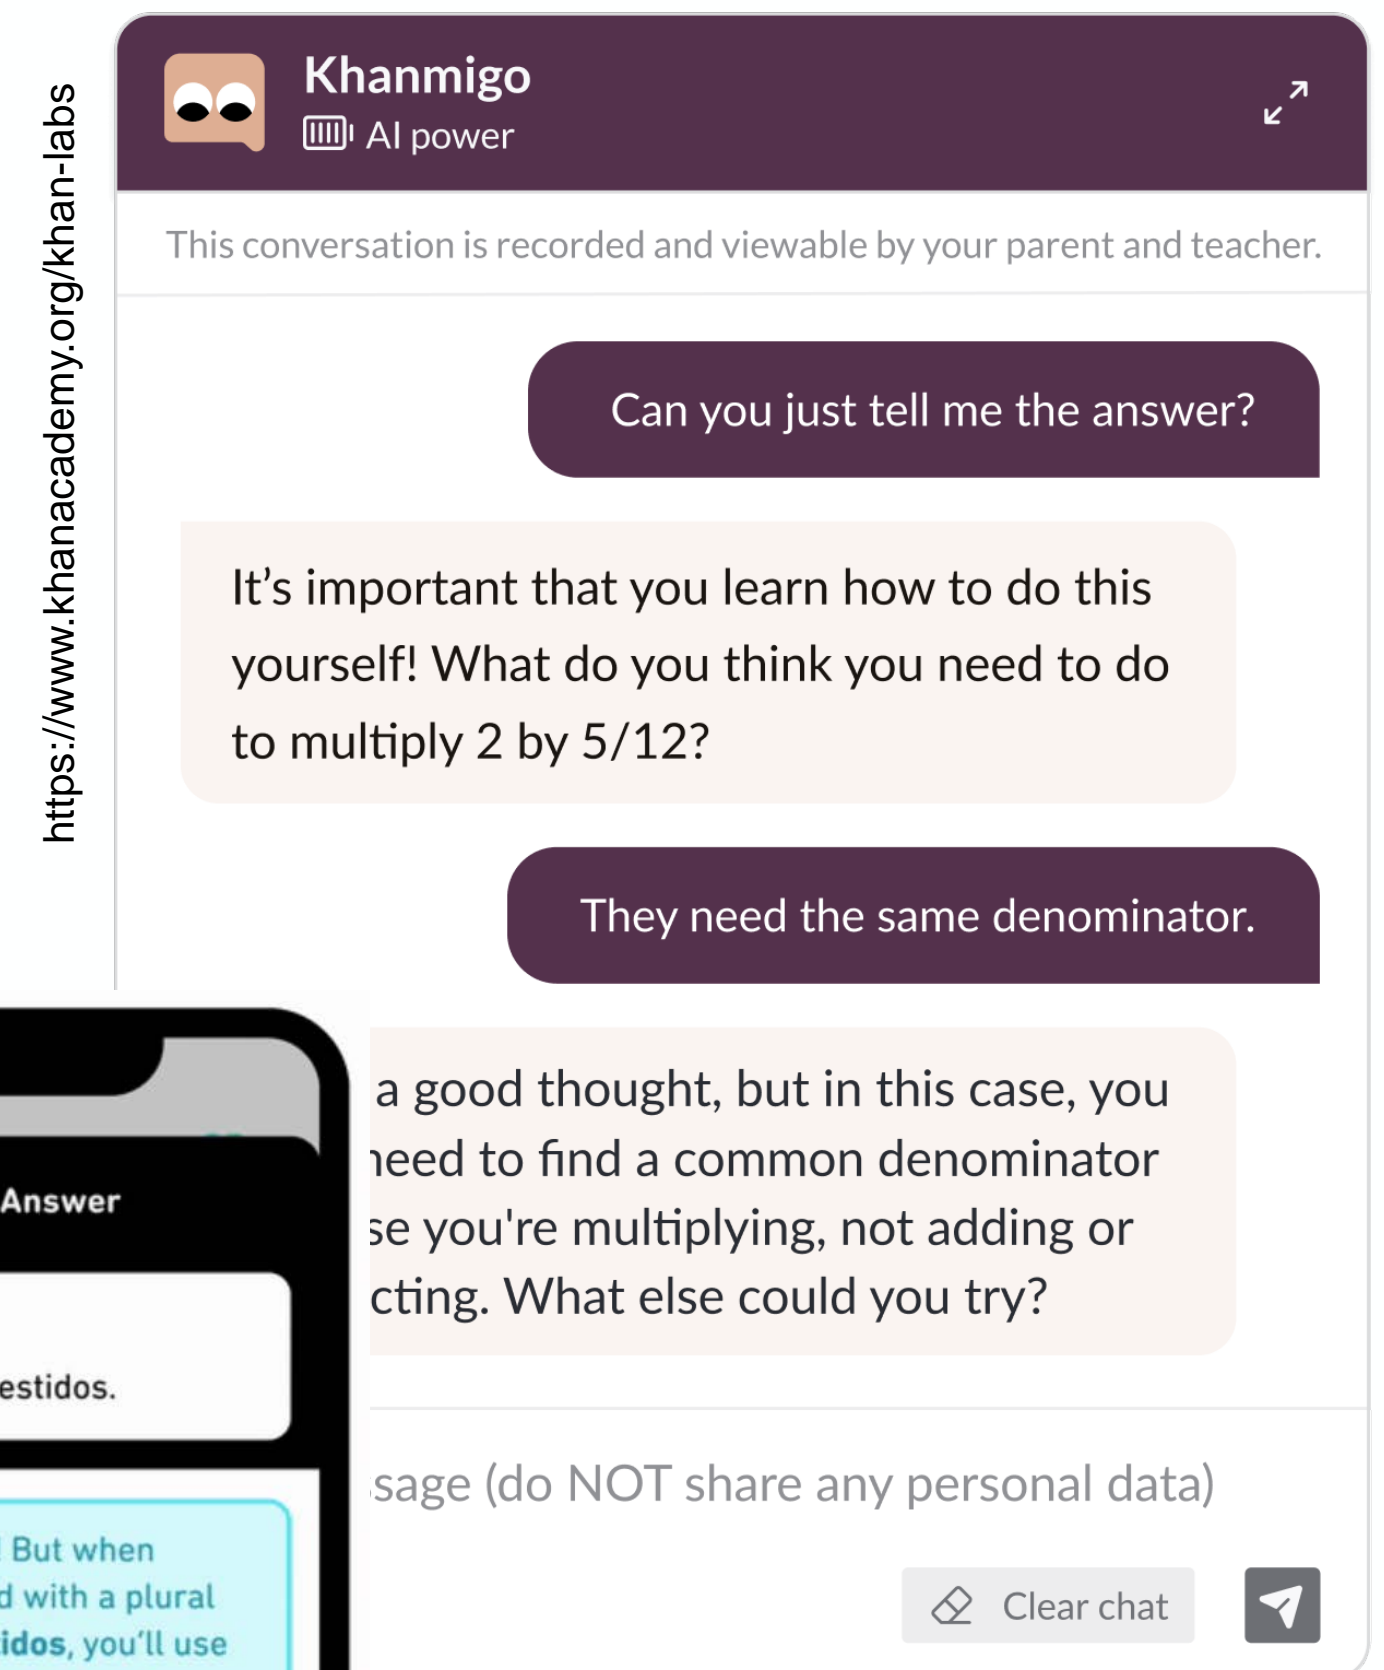 https://www.khanacademy.org/khan-labs
Khanmigo
AI power
This conversation is recorded and viewable by your parent and teacher.
Can you just tell me the answer?
It’s important that you learn how to do this
yourself! What do you think you need to do
to multiply 2 by 5/12?
They need the same denominator.
a good thought, but in this case, you
need to find a common denominator
se you're multiplying, not adding or
cting. What else could you try?
sage (do NOT share any personal data)
Clear chat
Answer
estidos.
! But when
d with a plural
idos, you’ll use